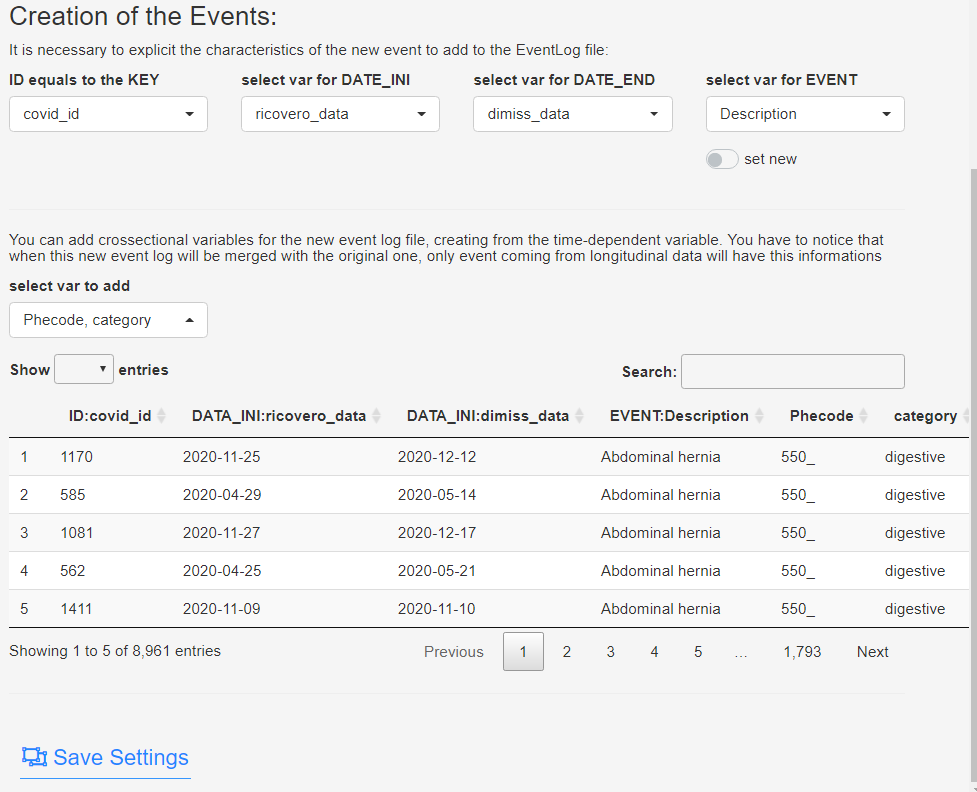 Creation of the Events:
It is necessary to explicit the characteristics of the new event to add to the EventLog file:
ID equals to the KEY select var for DATE_INI select var for DATE_END select var for EVENT
covid_id ricovero_data dimiss_data Description
set new
You can add crossectional variables for the new event log file, creating from the time-dependent variable. You have to notice that
when this new event log will be merged with the original one, only event coming from longitudinal data will have this informations
select var to add
Phecode, category
Show entries Search:
ID:covid_id DATA_INI:ricovero_data DATA_INI:dimiss_data EVENT:Description Phecode category
1 1170 2020-11-25 2020-12-12 Abdominal hernia 550_ digestive
2 585 2020-04-29 2020-05-14 Abdominal hernia 550_ digestive
3 1081 2020-11-27 2020-12-17 Abdominal hernia 550_ digestive
4 562 2020-04-25 2020-05-21 Abdominal hernia 550_ digestive
5 1411 2020-11-09 2020-11-10 Abdominal hernia 550_ digestive
Showing 1 to 5 of 8,961 entries Previous 1 2 3 4 5 … 1,793 Next
Save Settings